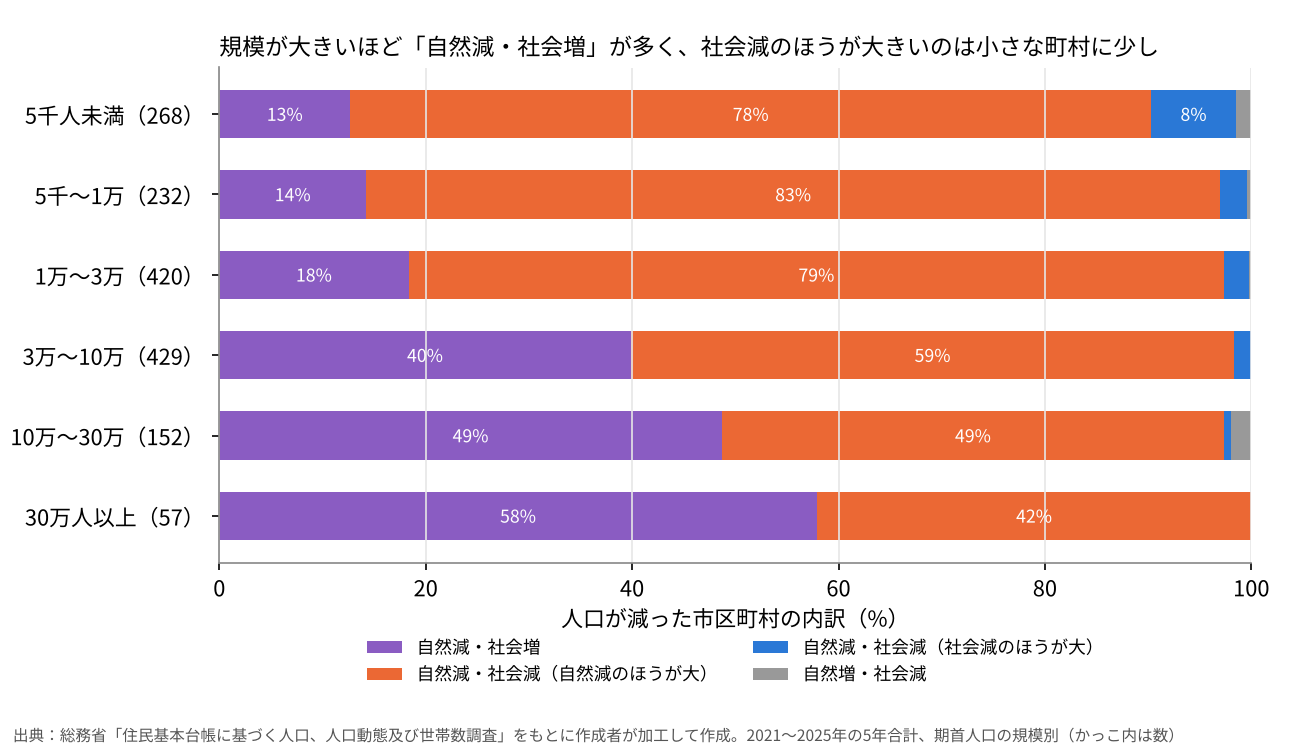 規模が大きいほど「自然減・社会増」が多く、社会減のほうが大きいのは小さな町村に少し
5千人未満（268）
13%
78%
8%
5千〜1万（232）
14%
83%
1万〜3万（420）
18%
79%
3万〜10万（429）
40%
59%
10万〜30万（152）
49%
49%
30万人以上（57）
58%
42%
0
20
40
60
80
100
人口が減った市区町村の内訳（%）
自然減・社会増
自然減・社会減（社会減のほうが大）
自然減・社会減（自然減のほうが大）
自然増・社会減
出典：総務省「住民基本台帳に基づく人口、人口動態及び世帯数調査」をもとに作成者が加工して作成。2021〜2025年の5年合計、期首人口の規模別（かっこ内は数）